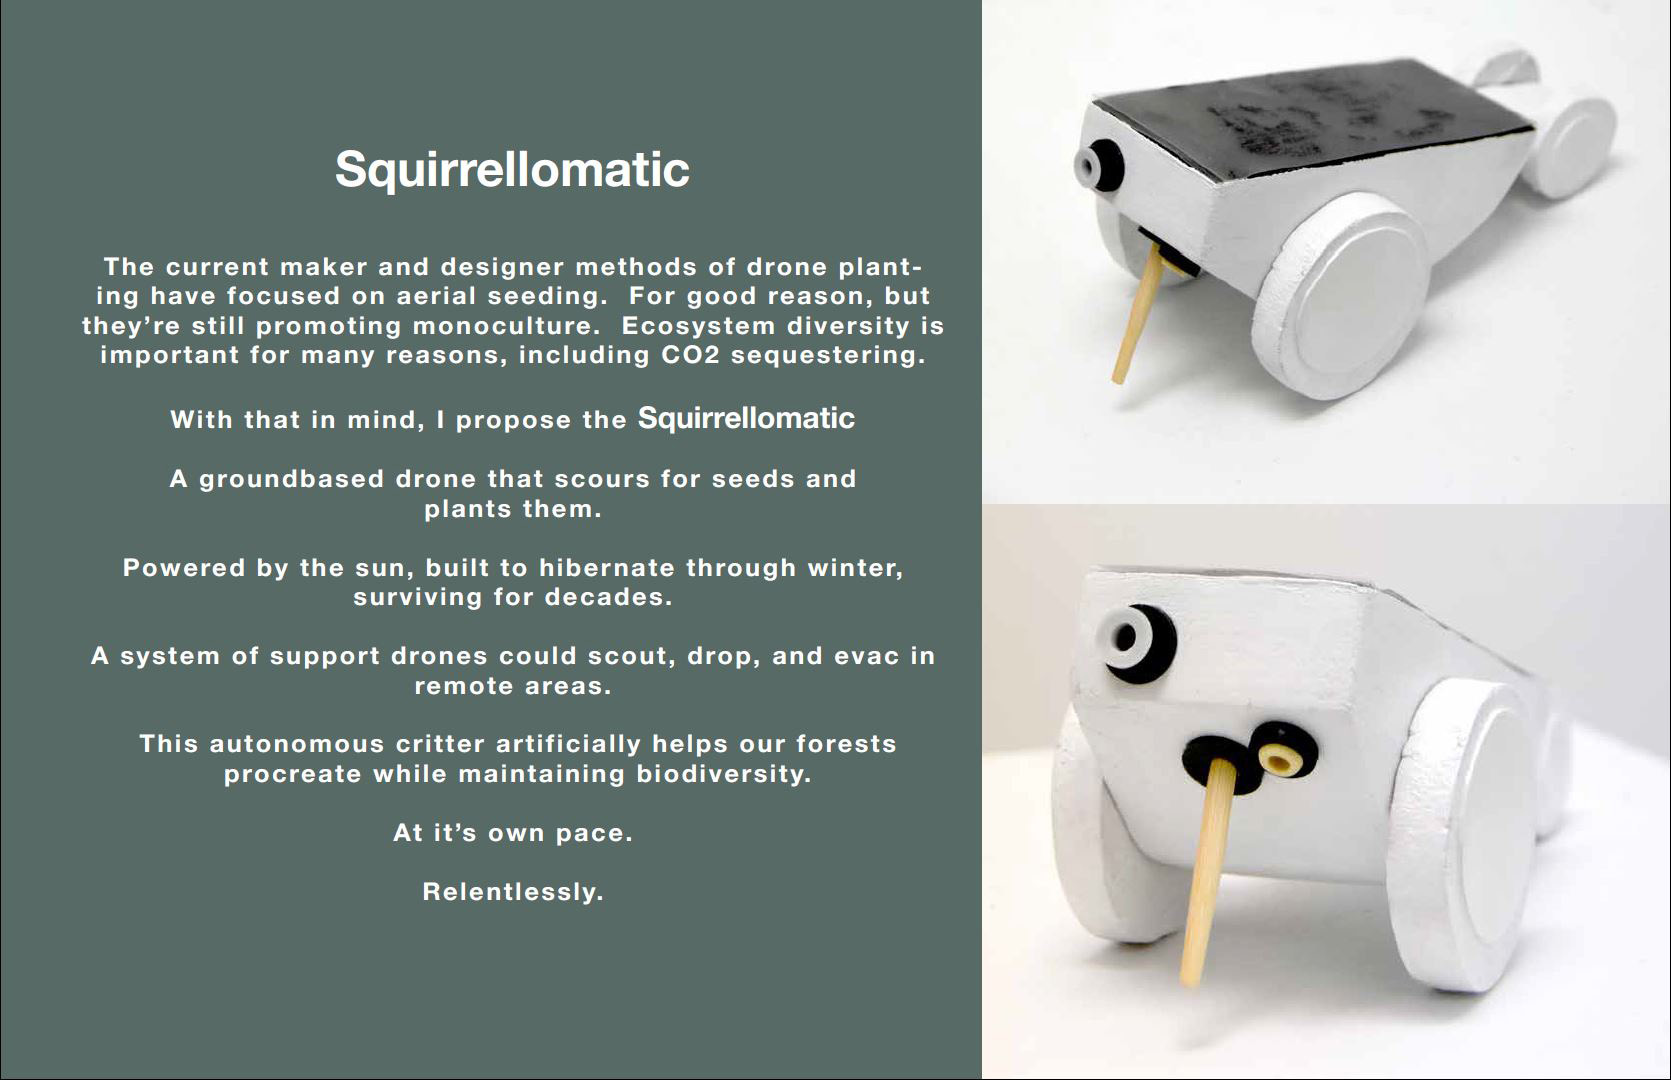 Squirrellomatic
The current maker and designer methods of drone plant-
ing have focused on aerial seeding.  For good reason, but
they're still promoting monoculture.  Ecosystem diversity is
important for many reasons, including CO2 sequestering.
With that in mind, I propose the Squirrellomatic
A groundbased drone that scours for seeds and
plants them.
Powered by the sun, built to hibernate through winter,
surviving for decades.
A system of support drones could scout, drop, and evac in
remote areas.
This autonomous critter artificially helps our forests
procreate while maintaining biodiversity.
At it's own pace.
Relentlessly.